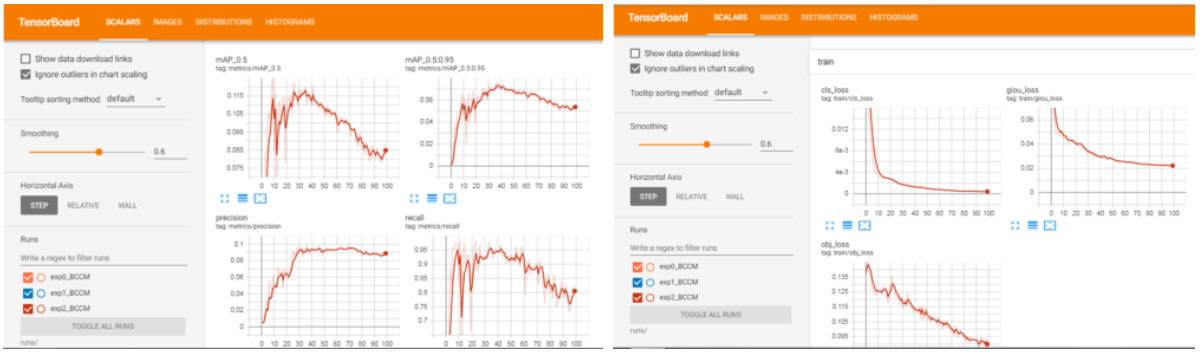 TensorBoard SCALARS IMAGES DISTRIBUTIONS HISTOGRAMS
Show data download links
Ignore outliers in chart scaling
Tooltip sorting method: default
Smoothing
0.6
Horizontal Axis
STEP RELATIVE WALL
Runs
Write a regex to filter runs
exp0_BCCM
exp1_BCCM
exp2_BCCM
TOGGLE ALL RUNS
runs/
mAP_0.5
tag: metrics/mAP_0.5
0.115
0.105
0.095
0.085
0.075
0 10 20 30 40 50 60 70 80 90 100
mAP_0.5:0.95
tag: metrics/mAP_0.5:0.95
0.06
0.04
0.02
0
0 10 20 30 40 50 60 70 80 90 100
precision
tag: metrics/precision
0.1
0.08
0.06
0.04
0.02
0
0 10 20 30 40 50 60 70 80 90 100
recall
tag: metrics/recall
0.95
0.9
0.85
0.8
0.75
0.7
0 10 20 30 40 50 60 70 80 90 100
TensorBoard SCALARS IMAGES DISTRIBUTIONS HISTOGRAMS
Show data download links
Ignore outliers in chart scaling
Tooltip sorting method: default
Smoothing
0.6
Horizontal Axis
STEP RELATIVE WALL
Runs
Write a regex to filter runs
exp0_BCCM
exp1_BCCM
exp2_BCCM
TOGGLE ALL RUNS
runs/
train
cls_loss
tag: train/cls_loss
0.012
8e-3
4e-3
0
0 10 20 30 40 50 60 70 80 90 100
giou_loss
tag: train/giou_loss
0.06
0.04
0.02
0
0 10 20 30 40 50 60 70 80 90 100
obj_loss
tag: train/obj_loss
0.135
0.125
0.115
0.105
0.095
0 10 20 30 40 50 60 70 80 90 100